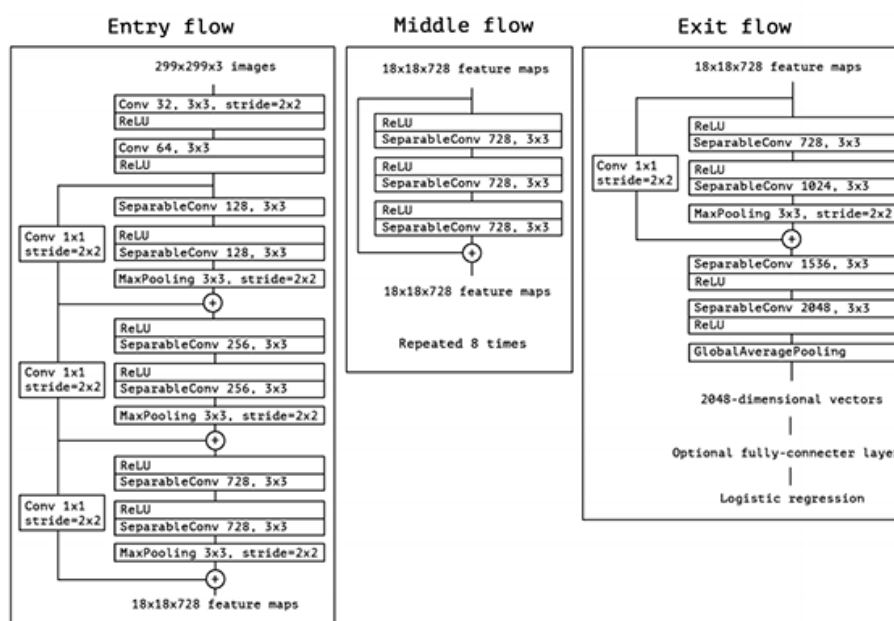 Entry flow
299x299x3 images
Conv 32, 3x3, stride=2x2
ReLU
Conv 64, 3x3
ReLU
SeparableConv 128, 3x3
Conv 1x1
stride=2x2
ReLU
SeparableConv 128, 3x3
MaxPooling 3x3, stride=2x2
+
ReLU
SeparableConv 256, 3x3
Conv 1x1
stride=2x2
ReLU
SeparableConv 256, 3x3
MaxPooling 3x3, stride=2x2
+
ReLU
SeparableConv 728, 3x3
Conv 1x1
stride=2x2
ReLU
SeparableConv 728, 3x3
MaxPooling 3x3, stride=2x2
+
18x18x728 feature maps
Middle flow
18x18x728 feature maps
ReLU
SeparableConv 728, 3x3
ReLU
SeparableConv 728, 3x3
ReLU
SeparableConv 728, 3x3
+
18x18x728 feature maps
Repeated 8 times
Exit flow
18x18x728 feature maps
ReLU
SeparableConv 728, 3x3
Conv 1x1
stride=2x2
ReLU
SeparableConv 1024, 3x3
MaxPooling 3x3, stride=2x2
+
SeparableConv 1536, 3x3
ReLU
SeparableConv 2048, 3x3
ReLU
GlobalAveragePooling
2048-dimensional vectors
Optional fully-connecter laye
Logistic regression